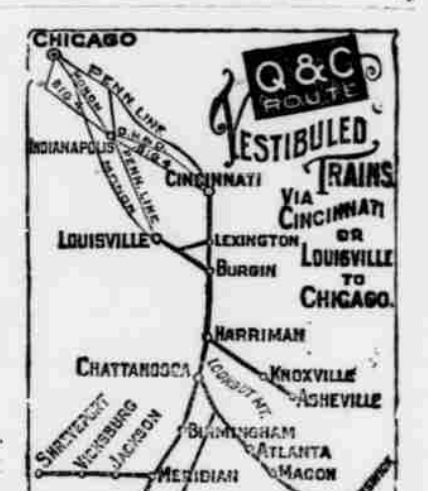 CHICAGO
Q & C
ROUTE
VESTIBULED
TRAINS
VIA
CINCINNATI
OR
LOUISVILLE
TO
CHICAGO.
PENN LINE
MONON
BIG 4
C.H.& D.
BIG 4
INDIANAPOLIS
PENN. LINE
MONON
CINCINNATI
LOUISVILLE
LEXINGTON
BURGIN
HARRIMAN
CHATTANOOGA
LOOKOUT MT.
KNOXVILLE
ASHEVILLE
SHREVEPORT
VICKSBURG
JACKSON
BIRMINGHAM
ATLANTA
MERIDIAN
MACON